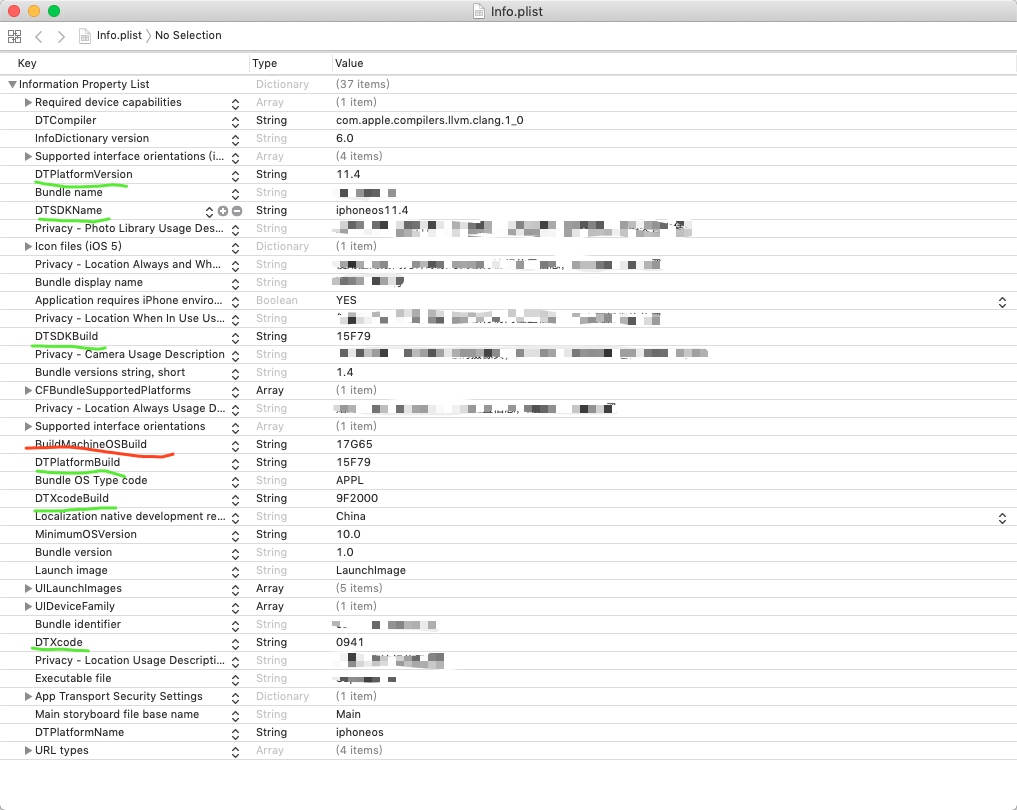 Info.plist
Info.plist No Selection
Key Type Value
Information Property List Dictionary (37 items)
Required device capabilities Array (1 item)
DTCompiler String com.apple.compilers.llvm.clang.1_0
InfoDictionary version String 6.0
Supported interface orientations (i... Array (4 items)
DTPlatformVersion String 11.4
Bundle name String
DTSDKName String iphoneos11.4
Privacy - Photo Library Usage Des... String
Icon files (iOS 5) Dictionary (1 item)
Privacy - Location Always and Wh... String
Bundle display name String
Application requires iPhone enviro... Boolean YES
Privacy - Location When In Use Us... String
DTSDKBuild String 15F79
Privacy - Camera Usage Description String
Bundle versions string, short String 1.4
CFBundleSupportedPlatforms Array (1 item)
Privacy - Location Always Usage D... String
Supported interface orientations Array (1 item)
BuildMachineOSBuild String 17G65
DTPlatformBuild String 15F79
Bundle OS Type code String APPL
DTXcodeBuild String 9F2000
Localization native development re... String China
MinimumOSVersion String 10.0
Bundle version String 1.0
Launch image String LaunchImage
UILaunchImages Array (5 items)
UIDeviceFamily Array (1 item)
Bundle identifier String
DTXcode String 0941
Privacy - Location Usage Descripti... String
Executable file String
App Transport Security Settings Dictionary (1 item)
Main storyboard file base name String Main
DTPlatformName String iphoneos
URL types Array (4 items)